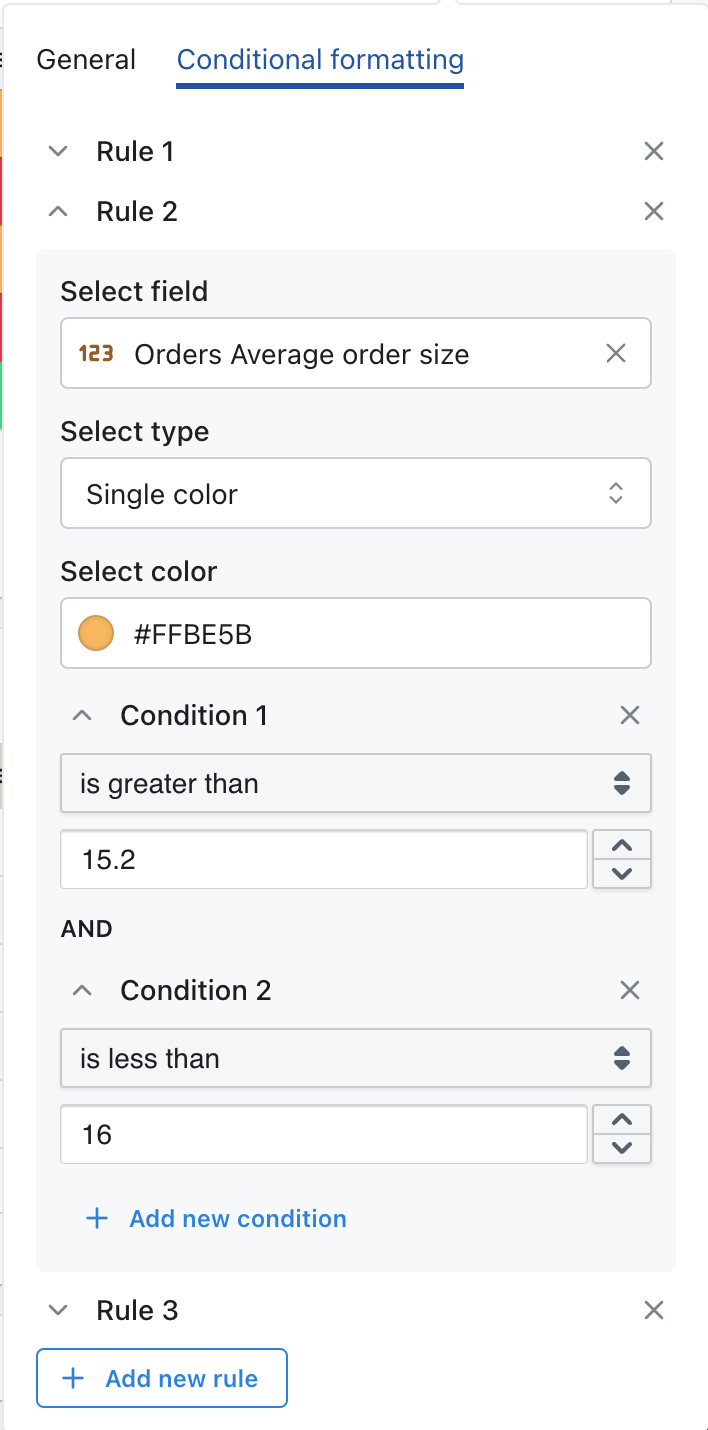 General Conditional formatting
Rule 1
Rule 2
Select field
123 Orders Average order size
Select type
Single color
Select color
#FFBE5B
Condition 1
is greater than
15.2
AND
Condition 2
is less than
16
Add new condition
Rule 3
Add new rule